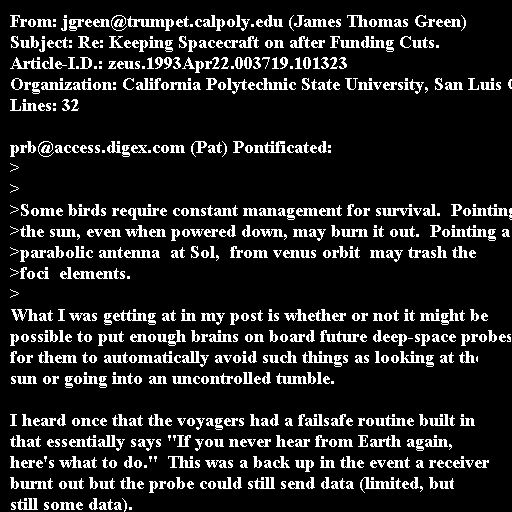 From: jgreen@trumpet.calpoly.edu (James Thomas Green)
Subject: Re: Keeping Spacecraft on after Funding Cuts.
Article-I.D.: zeus.1993Apr22.003719.101323
Organization: California Polytechnic State University, San Luis
Lines: 32

prb@access.digex.com (Pat) Pontificated:
>
>
>Some birds require constant management for survival.  Pointing
>the sun, even when powered down, may burn it out.  Pointing a
>parabolic antenna  at Sol,  from venus orbit  may trash the
>foci  elements.
>
What I was getting at in my post is whether or not it might be
possible to put enough brains on board future deep-space probes
for them to automatically avoid such things as looking at the
sun or going into an uncontrolled tumble.

I heard once that the voyagers had a failsafe routine built in
that essentially says "If you never hear from Earth again,
here's what to do."  This was a back up in the event a receiver
burnt out but the probe could still send data (limited, but
still some data).